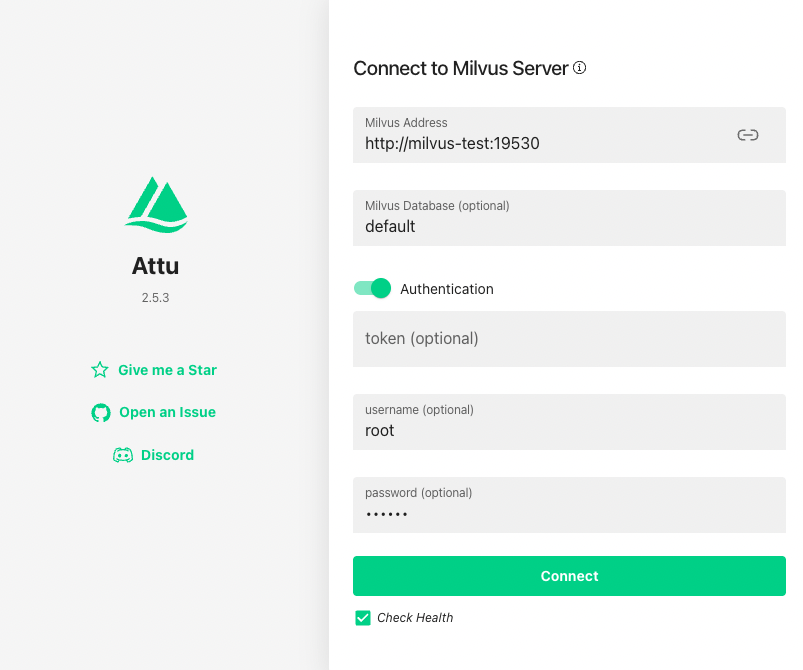 Attu
2.5.3
Give me a Star
Open an Issue
Discord
Connect to Milvus Server
Milvus Address
http://milvus-test:19530
Milvus Database (optional)
default
Authentication
token (optional)
username (optional)
root
password (optional)
••••••
Connect
Check Health